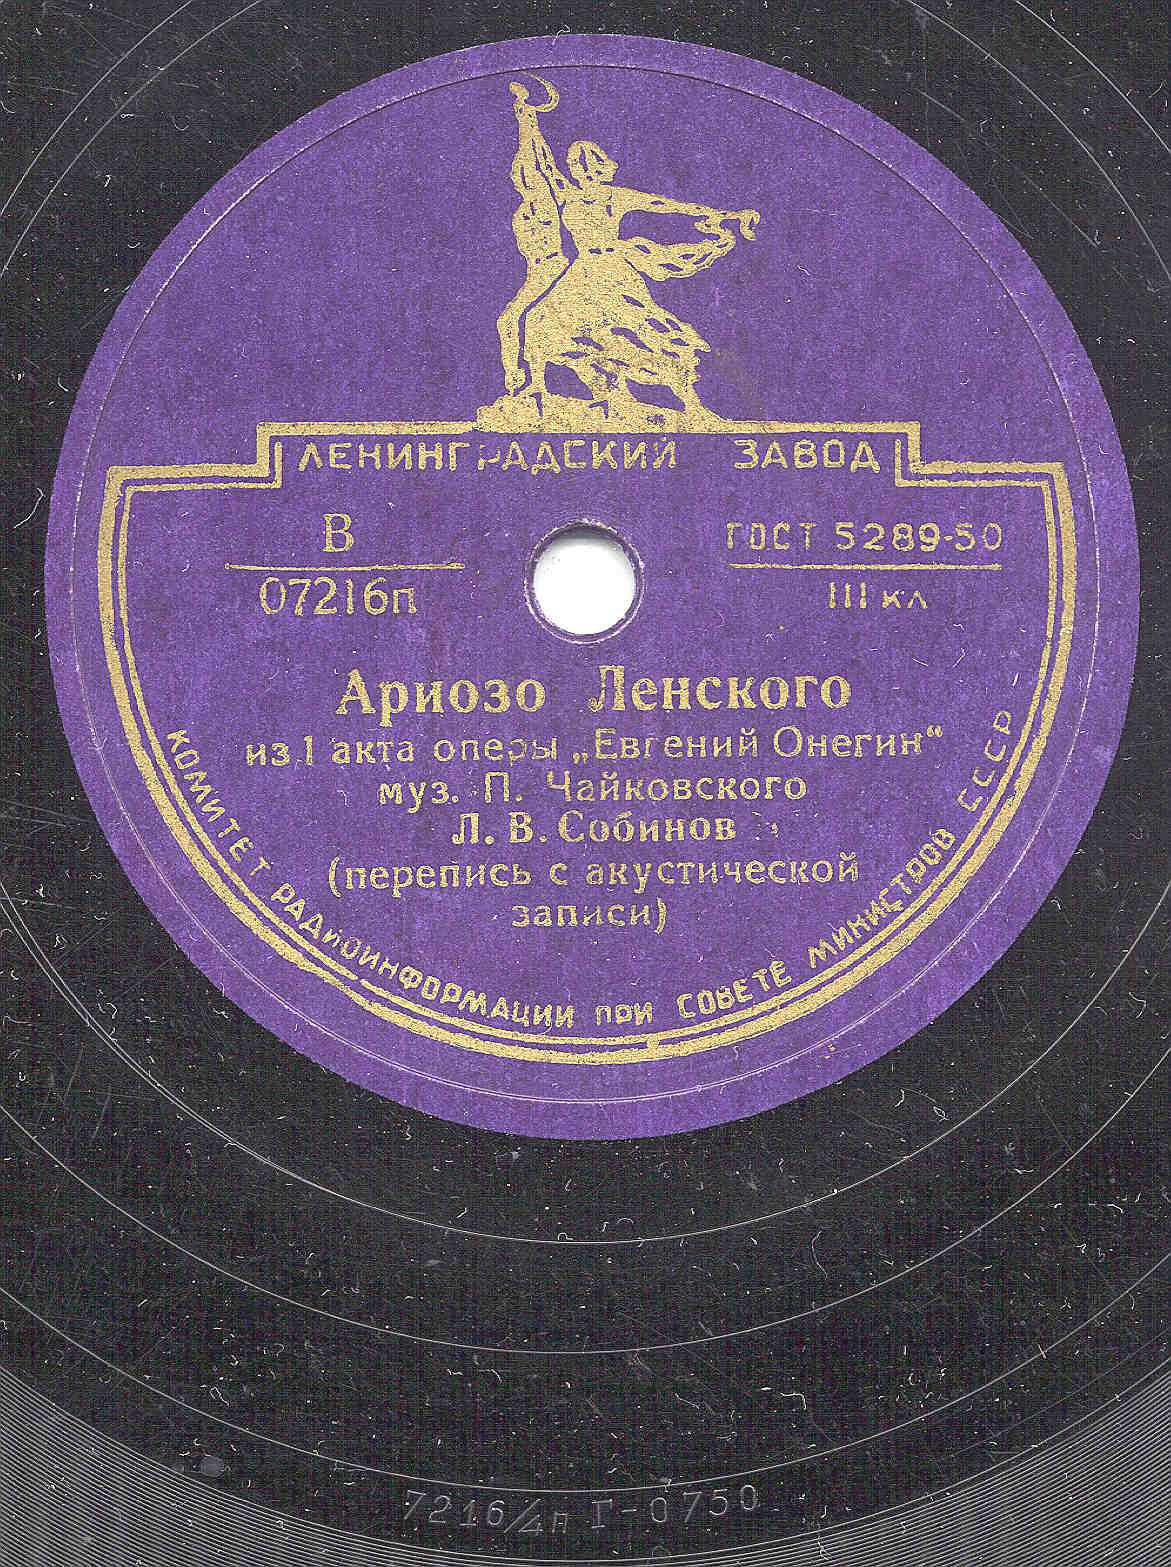 ЛЕНИНГРАДСКИЙ ЗАВОД
В
07216п
ГОСТ 5289-50
III кл
Ариозо Ленского
из 1 акта оперы „Евгений Онегин“
муз. П. Чайковского
Л. В. Собинов
(перепись с акустической
записи)
КОМИТЕТ РАДИОИНФОРМАЦИИ ПРИ СОВЕТЕ МИНИСТРОВ СССР
7216/4п Г-0750